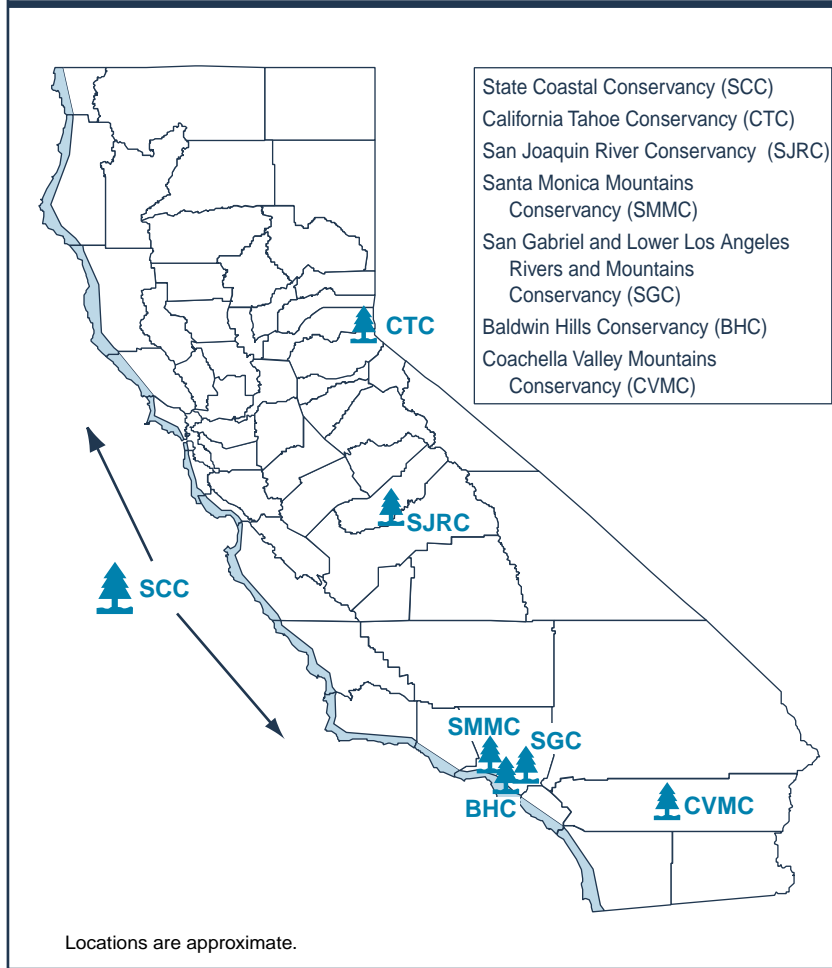 State Coastal Conservancy (SCC)
California Tahoe Conservancy (CTC)
San Joaquin River Conservancy (SJRC)
Santa Monica Mountains
Conservancy (SMMC)
San Gabriel and Lower Los Angeles
Rivers and Mountains
Conservancy (SGC)
Baldwin Hills Conservancy (BHC)
Coachella Valley Mountains
Conservancy (CVMC)
CTC
SJRC
SCC
SMMC
SGC
BHC
CVMC
Locations are approximate.